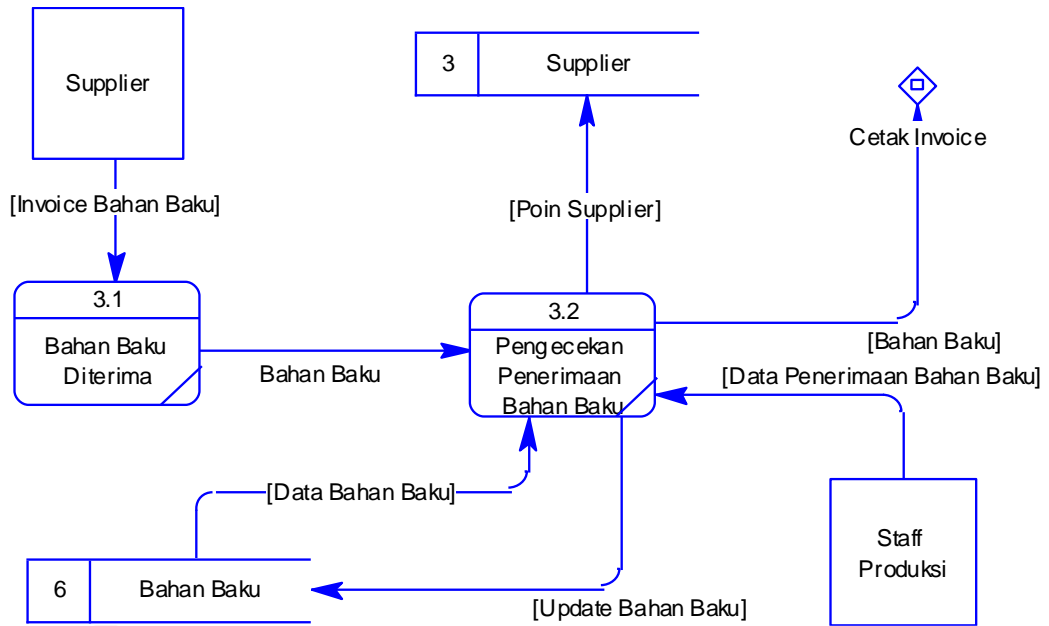 Supplier
3
Supplier
Cetak Invoice
[Invoice Bahan Baku]
[Poin Supplier]
3.1
Bahan Baku
Diterima
Bahan Baku
3.2
Pengecekan
Penerimaan
Bahan Baku
[Bahan Baku]
[Data Penerimaan Bahan Baku]
[Data Bahan Baku]
Staff
Produksi
6
Bahan Baku
[Update Bahan Baku]